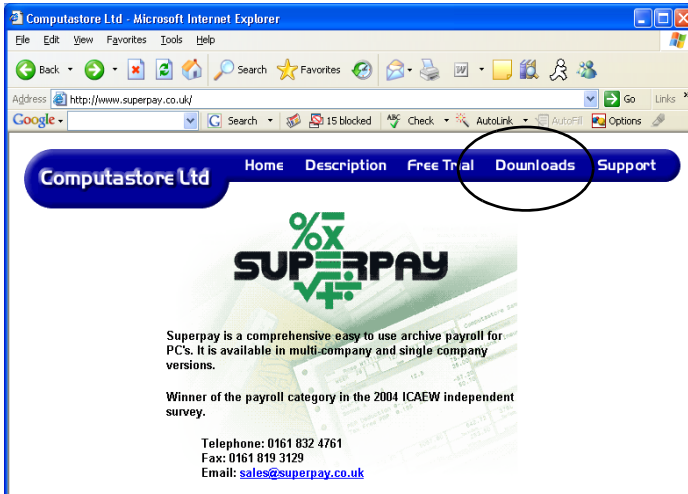 Computastore Ltd - Microsoft Internet Explorer
File Edit View Favorites Tools Help
Back Search Favorites W
Address http://www.superpay.co.uk/ Go Links »
Google G Search 15 blocked ABC Check AutoLink AutoFill Options
Computastore Ltd Home Description Free Trial Downloads Support
%X
SUPERPAY
Superpay is a comprehensive easy to use archive payroll for
PC's. It is available in multi-company and single company
versions.
Winner of the payroll category in the 2004 ICAEW independent
survey.
Telephone: 0161 832 4761
Fax: 0161 819 3129
Email: sales@superpay.co.uk